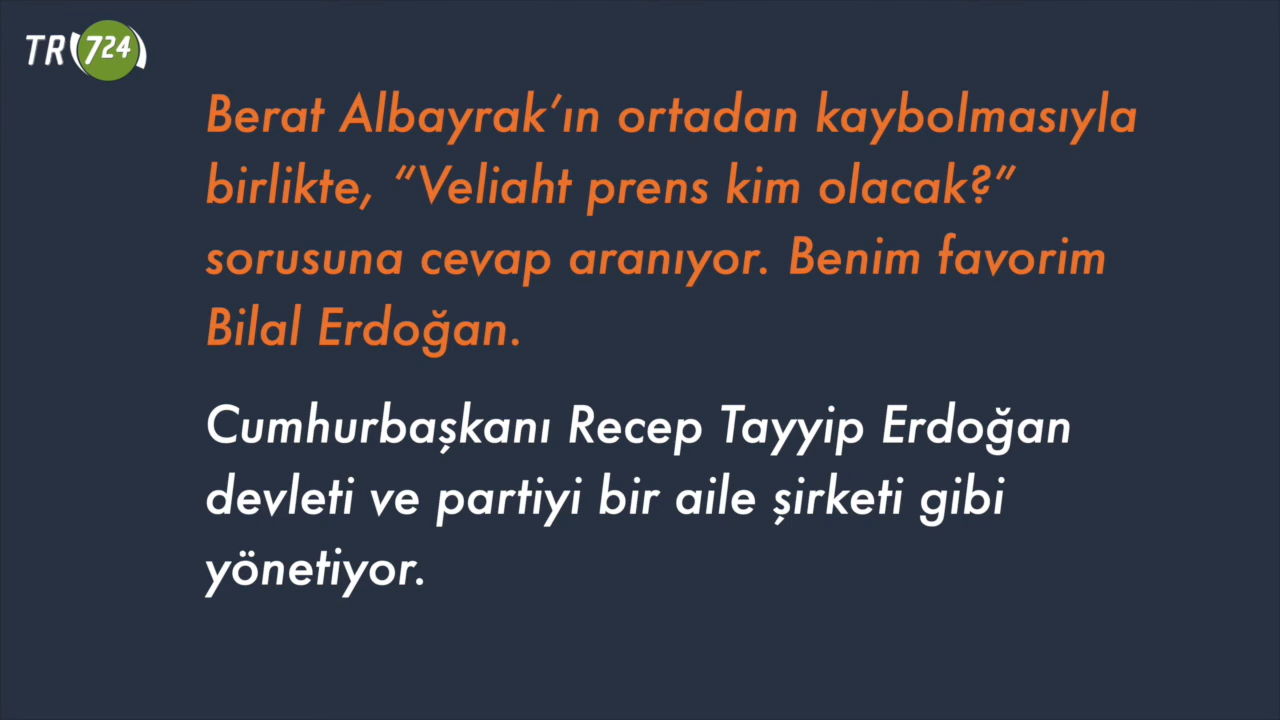 TR724
Berat Albayrak’ın ortadan kaybolmasıyla
birlikte, “Veliaht prens kim olacak?”
sorusuna cevap aranıyor. Benim favorim
Bilal Erdoğan.
Cumhurbaşkanı Recep Tayyip Erdoğan
devleti ve partiyi bir aile şirketi gibi
yönetiyor.